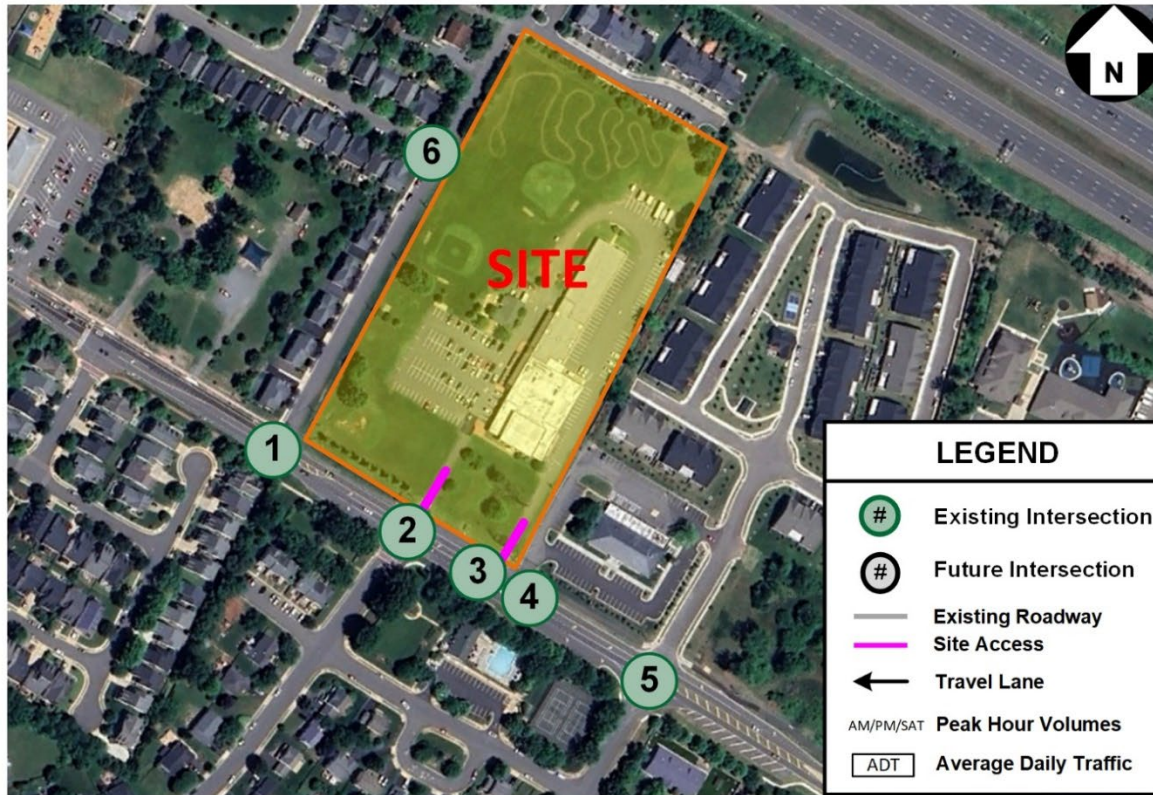 N
6
SITE
1
2
3
4
5
LEGEND
# Existing Intersection
# Future Intersection
Existing Roadway
Site Access
Travel Lane
AM/PM/SAT Peak Hour Volumes
ADT Average Daily Traffic